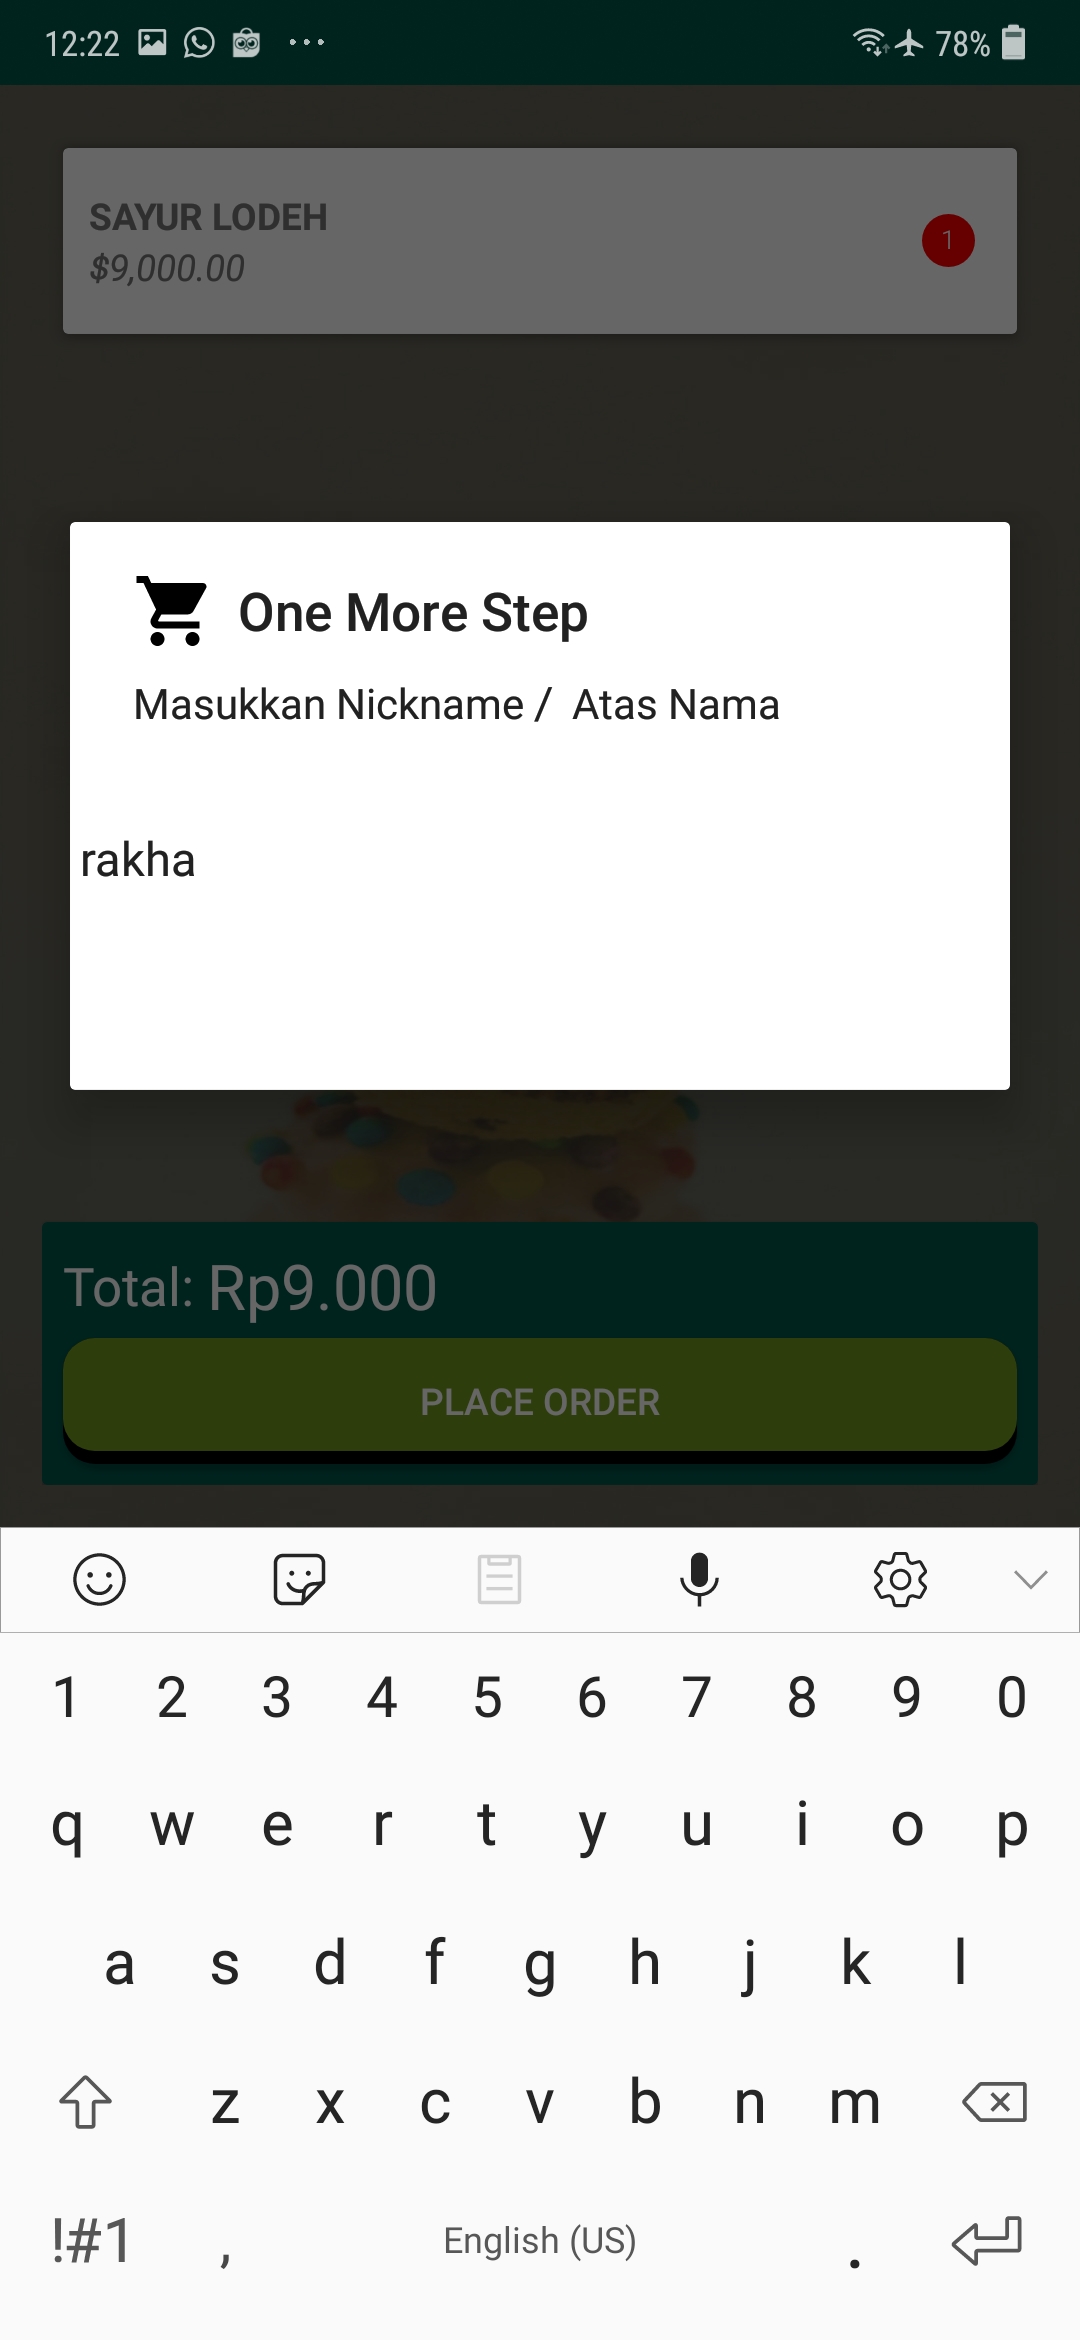 12:22
78%
SAYUR LODEH
$9,000.00
1
One More Step
Masukkan Nickname /  Atas Nama
rakha
Total: Rp9.000
PLACE ORDER
1 2 3 4 5 6 7 8 9 0
q w e r t y u i o p
a s d f g h j k l
z x c v b n m
!#1 , English (US) .